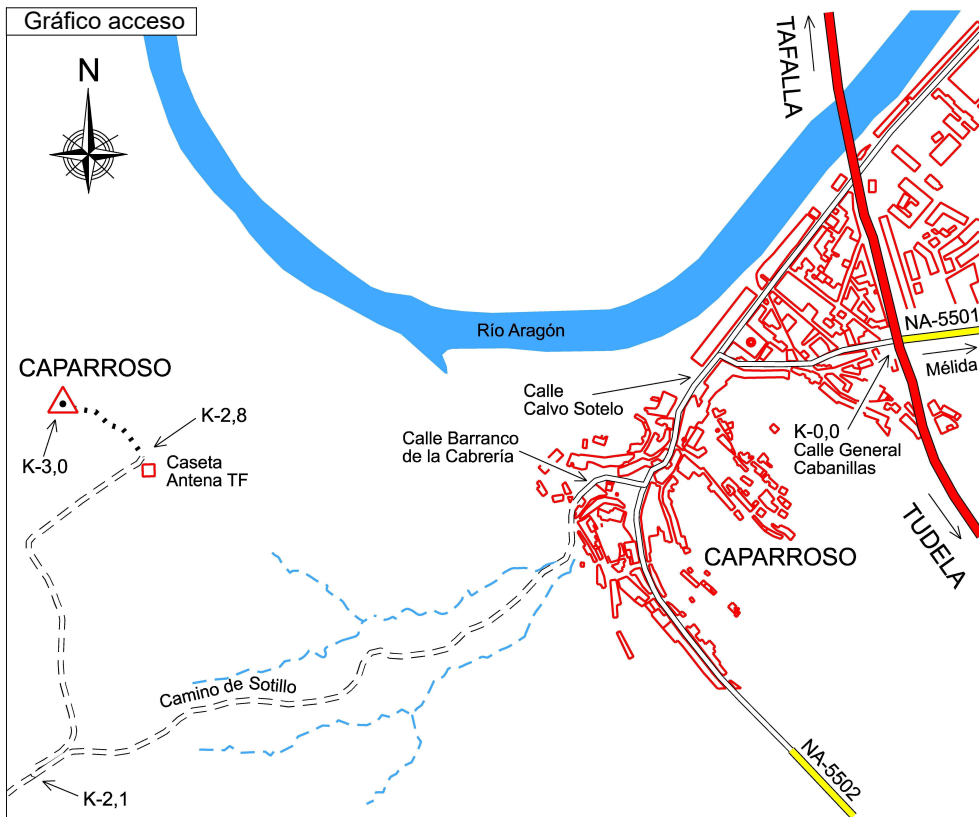 Gráfico acceso
N
TAFALLA
Río Aragón
NA-5501
Mélida
CAPARROSO
K-2,8
K-3,0
Caseta
Antena TF
Calle
Calvo Sotelo
Calle Barranco
de la Cabrería
K-0,0
Calle General
Cabanillas
TUDELA
CAPARROSO
Camino de Sotillo
NA-5502
K-2,1